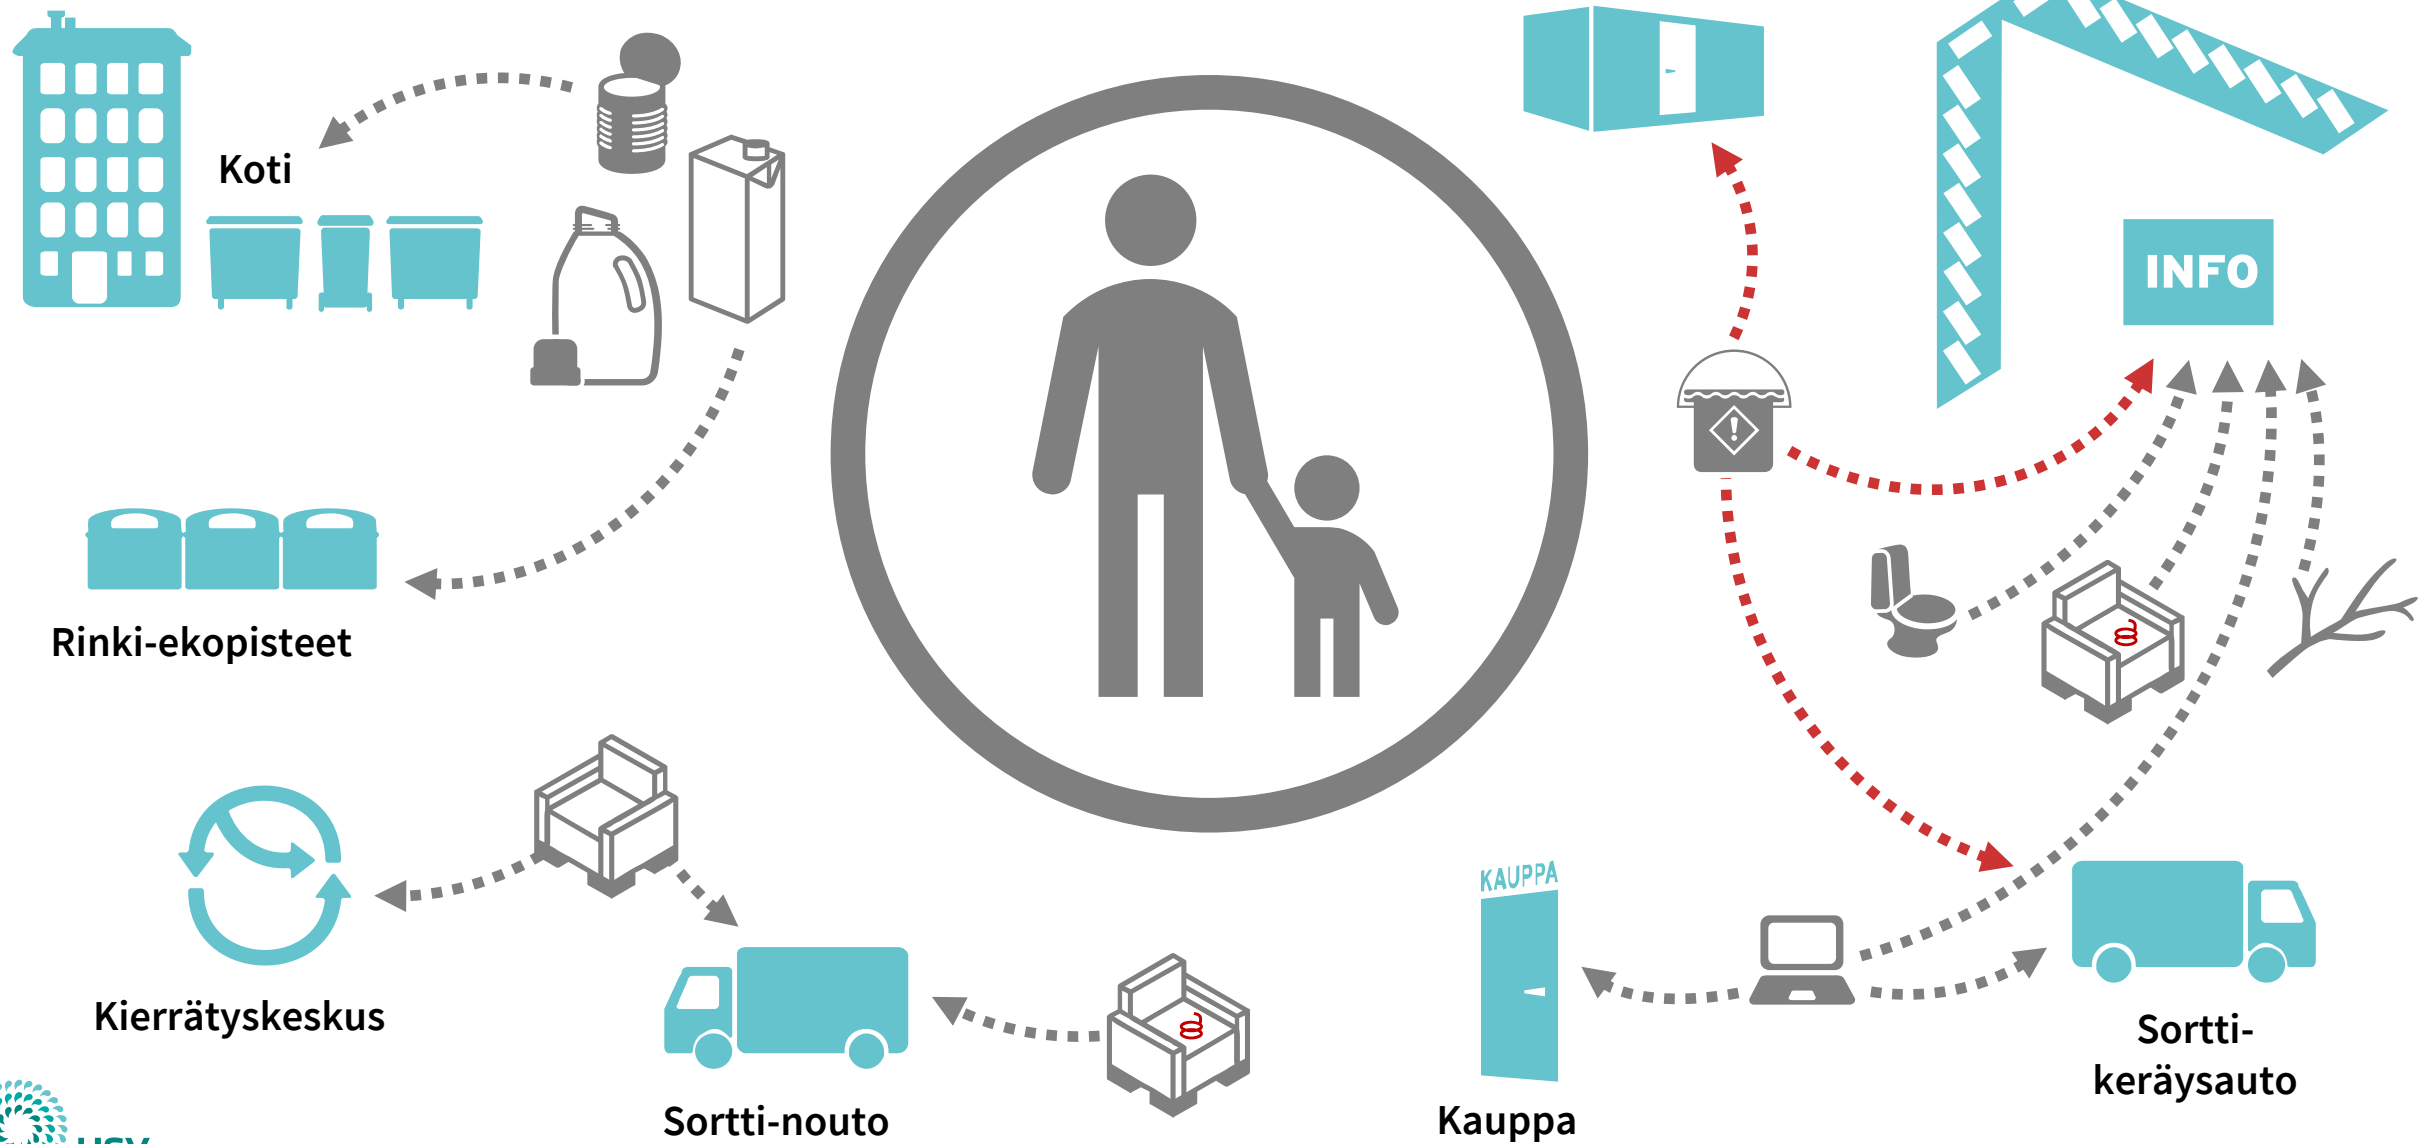 Koti
INFO
Rinki-ekopisteet
KAUPPA
Kierrätyskeskus
Sortti-
keräysauto
Sortti-nouto
Kauppa